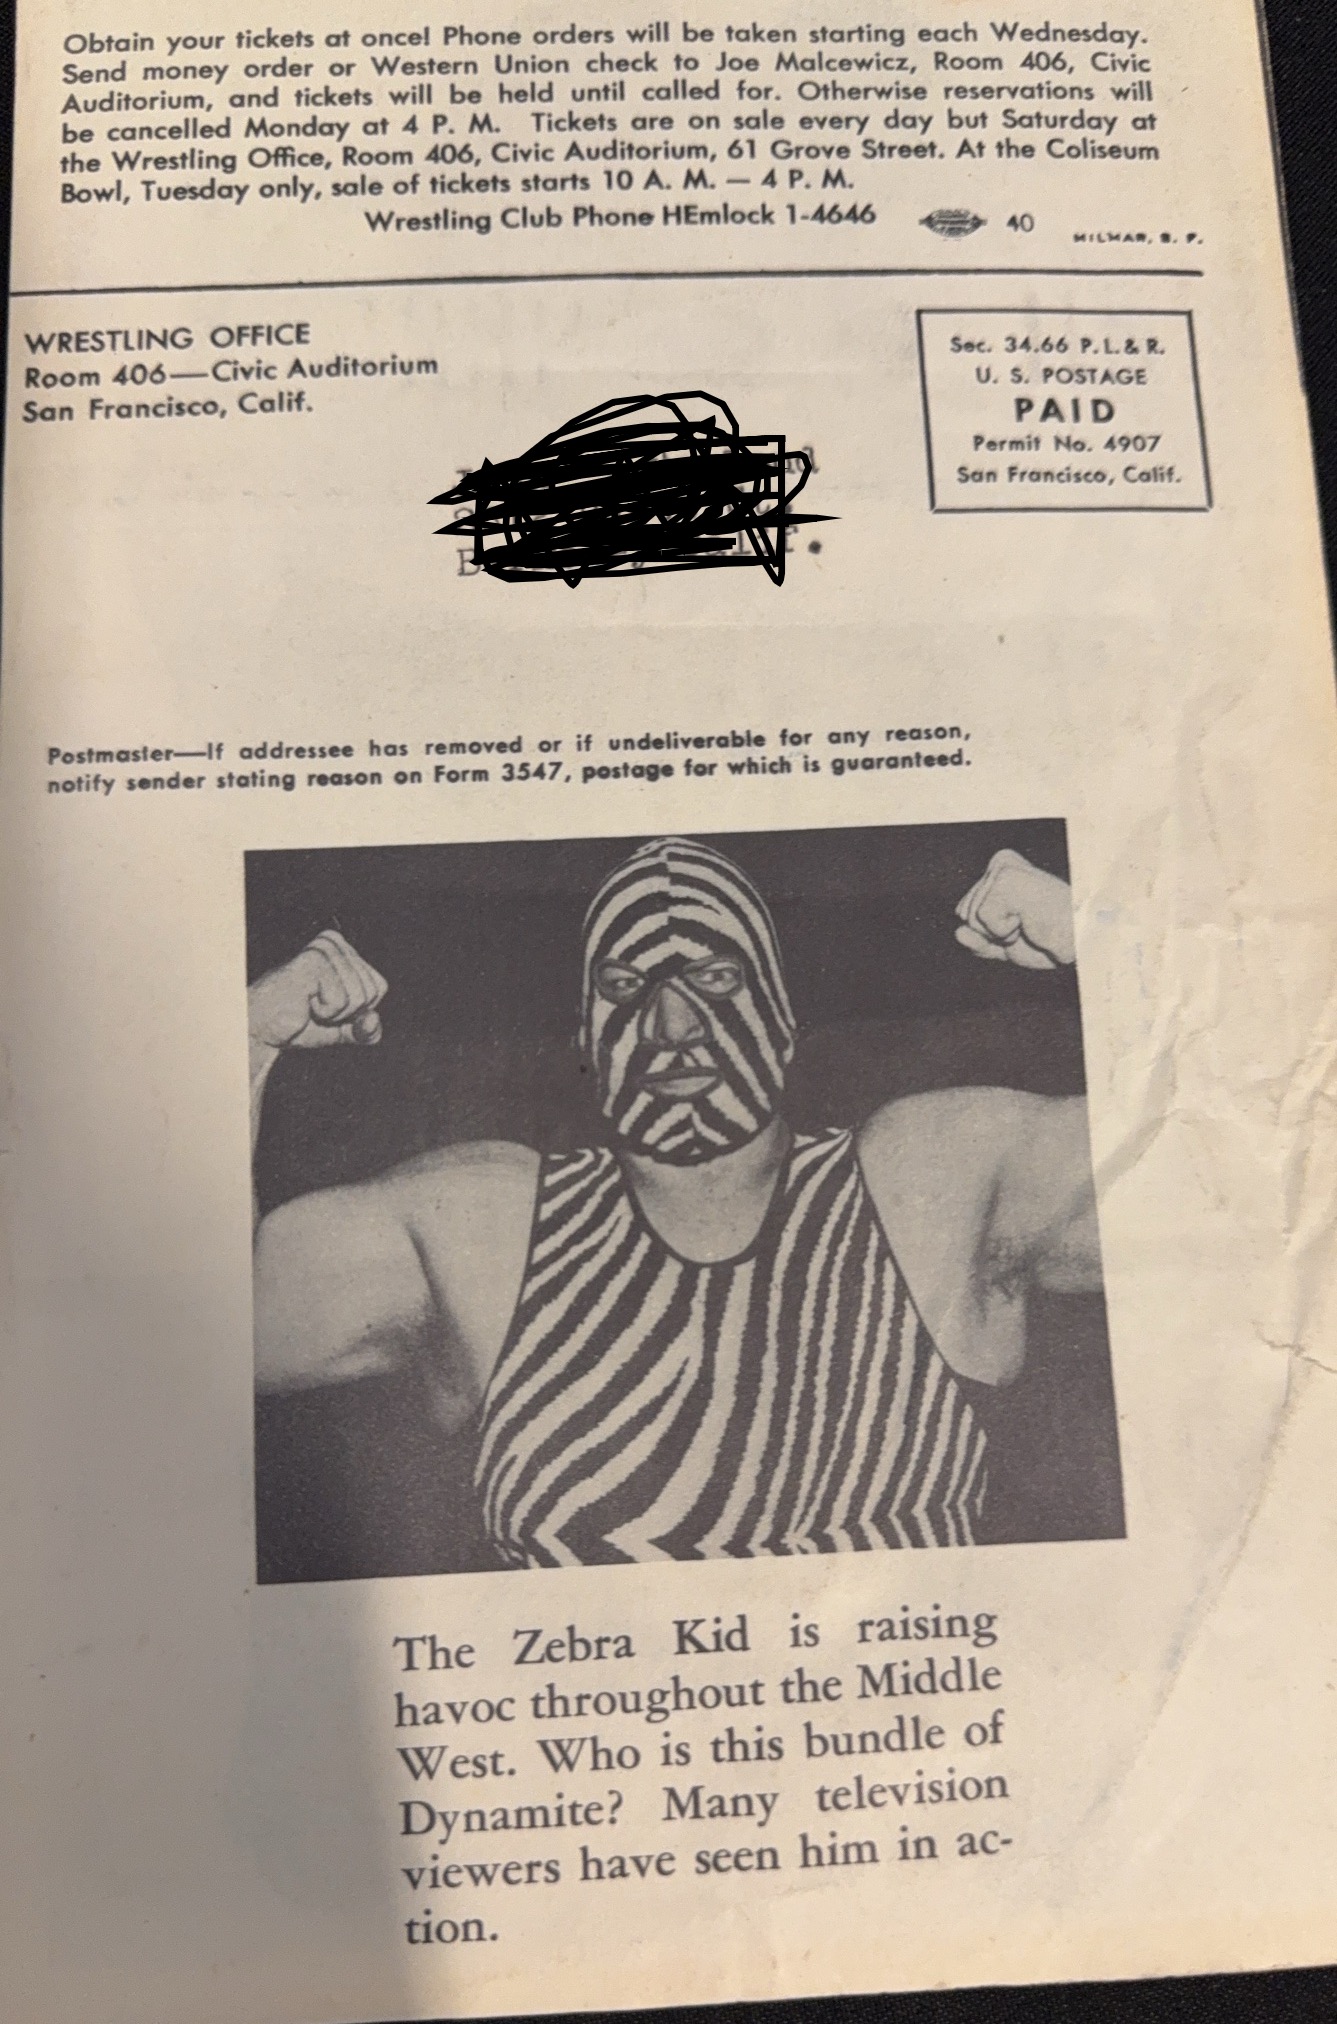 Obtain your tickets at once! Phone orders will be taken starting each Wednesday.
Send money order or Western Union check to Joe Malcewicz, Room 406, Civic
Auditorium, and tickets will be held until called for. Otherwise reservations will
be cancelled Monday at 4 P. M. Tickets are on sale every day but Saturday at
the Wrestling Office, Room 406, Civic Auditorium, 61 Grove Street. At the Coliseum
Bowl, Tuesday only, sale of tickets starts 10 A. M. — 4 P. M.
Wrestling Club Phone HEmlock 1-4646 40
MILMAR, S. F.
WRESTLING OFFICE
Room 406—Civic Auditorium
San Francisco, Calif.
Sec. 34.66 P.L.& R.
U. S. POSTAGE
PAID
Permit No. 4907
San Francisco, Calif.
Postmaster—If addressee has removed or if undeliverable for any reason,
notify sender stating reason on Form 3547, postage for which is guaranteed.
The Zebra Kid is raising
havoc throughout the Middle
West. Who is this bundle of
Dynamite? Many television
viewers have seen him in ac-
tion.